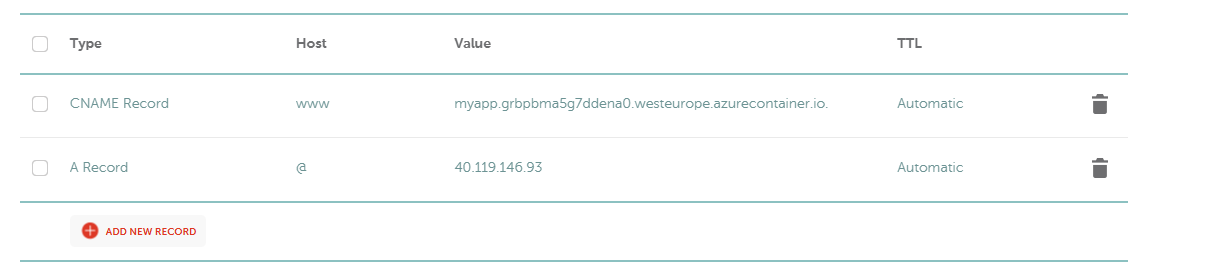 Type Host Value TTL
CNAME Record www myapp.grbpbma5g7ddena0.westeurope.azurecontainer.io. Automatic
A Record @ 40.119.146.93 Automatic
ADD NEW RECORD